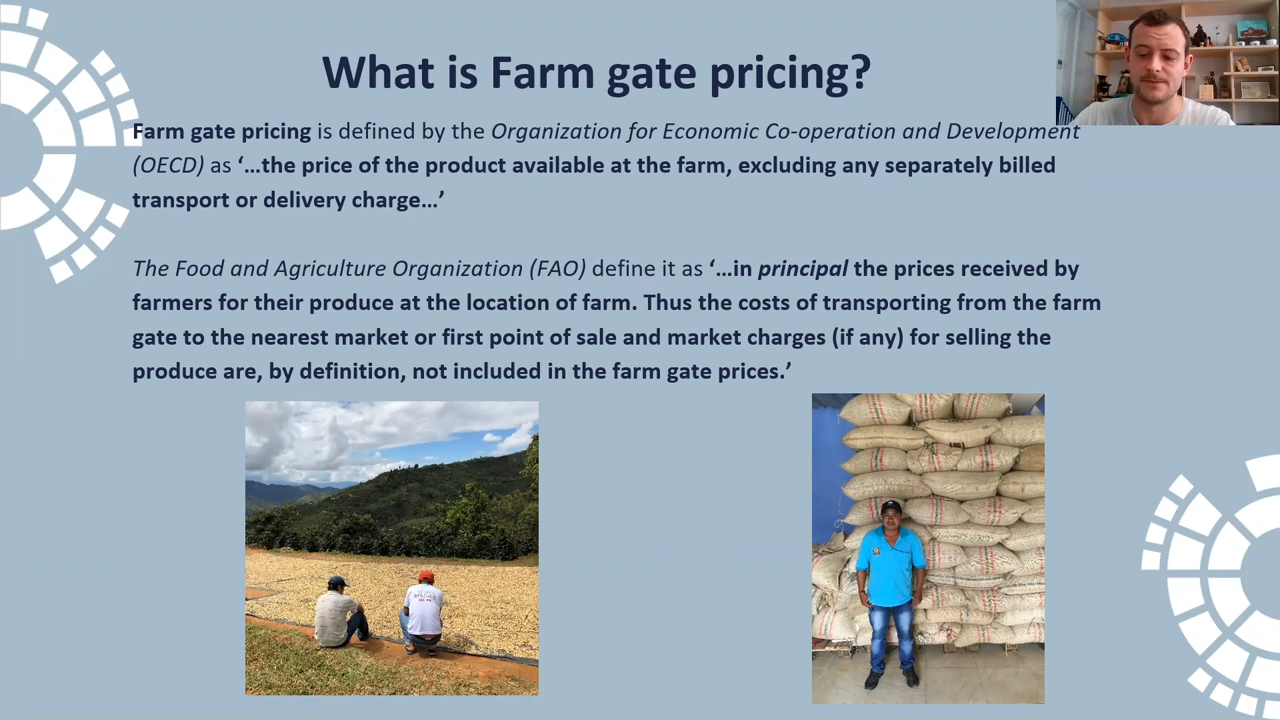 What is Farm gate pricing?
Farm gate pricing is defined by the Organization for Economic Co-operation and Development
(OECD) as ‘…the price of the product available at the farm, excluding any separately billed
transport or delivery charge…’
The Food and Agriculture Organization (FAO) define it as ‘…in principal the prices received by
farmers for their produce at the location of farm. Thus the costs of transporting from the farm
gate to the nearest market or first point of sale and market charges (if any) for selling the
produce are, by definition, not included in the farm gate prices.’